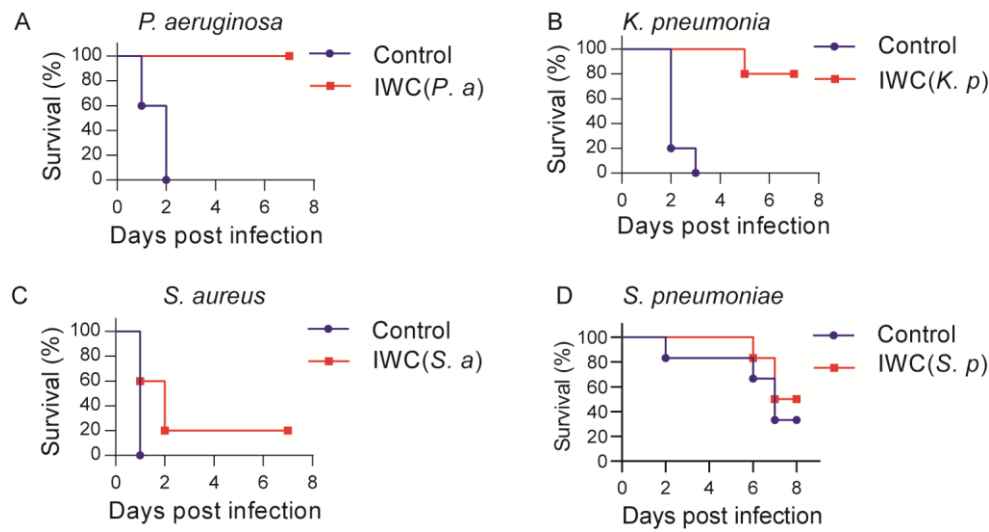 A
P. aeruginosa
Survival (%)
100
80
60
40
20
0
0 2 4 6 8
Days post infection
Control
IWC(P. a)
B
K. pneumonia
Survival (%)
100
80
60
40
20
0
0 2 4 6 8
Days post infection
Control
IWC(K. p)
C
S. aureus
Survival (%)
100
80
60
40
20
0
0 2 4 6 8
Days post infection
Control
IWC(S. a)
D
S. pneumoniae
Survival (%)
100
80
60
40
20
0
0 2 4 6 8
Days post infection
Control
IWC(S. p)